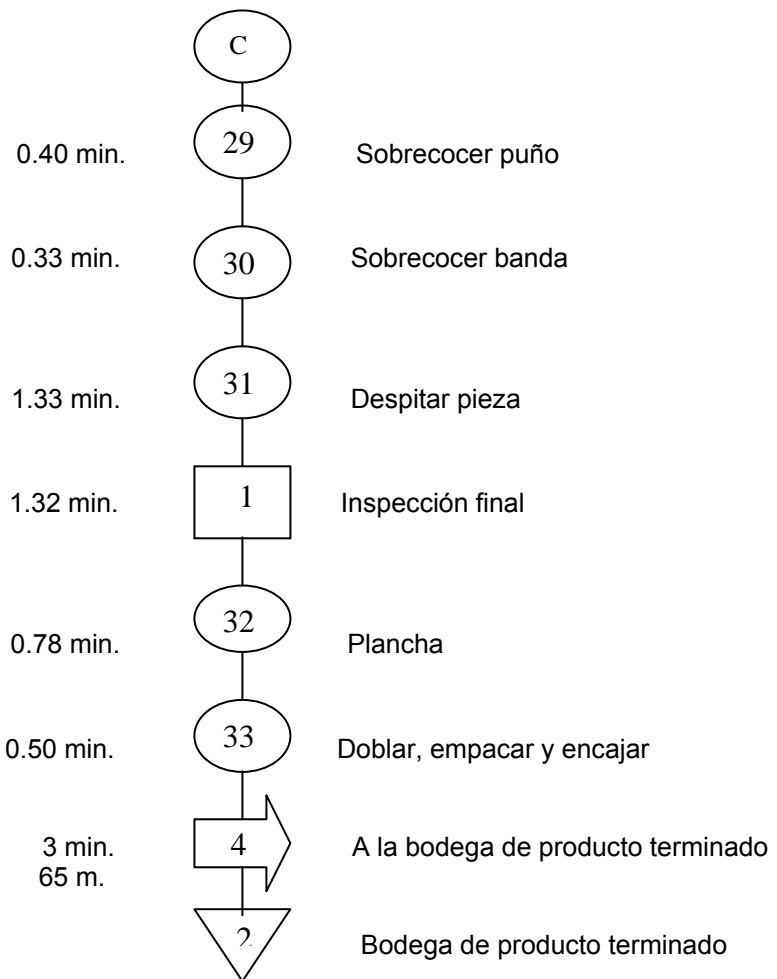 C
0.40 min. 29 Sobrecocer puño
0.33 min. 30 Sobrecocer banda
1.33 min. 31 Despitar pieza
1.32 min. 1 Inspección final
0.78 min. 32 Plancha
0.50 min. 33 Doblar, empacar y encajar
3 min. 4 A la bodega de producto terminado
65 m.
2 Bodega de producto terminado